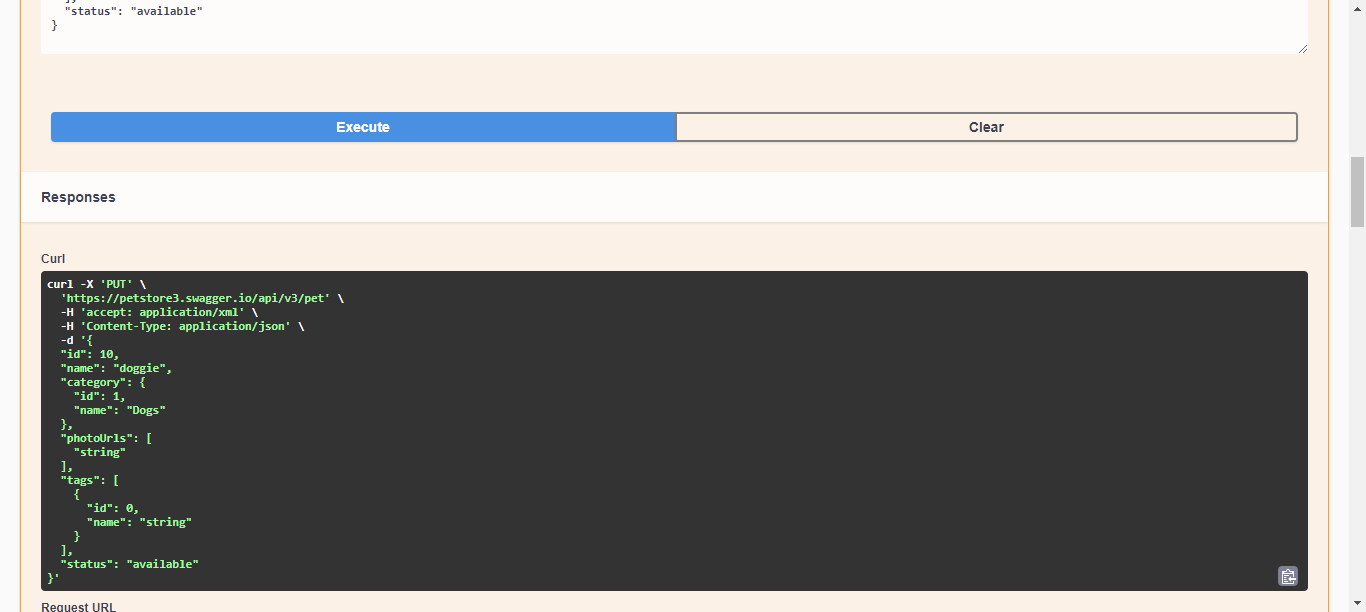 "status": "available"
}
Execute
Clear
Responses
Curl
curl -X 'PUT' \
  'https://petstore3.swagger.io/api/v3/pet' \
  -H 'accept: application/xml' \
  -H 'Content-Type: application/json' \
  -d '{
  "id": 10,
  "name": "doggie",
  "category": {
    "id": 1,
    "name": "Dogs"
  },
  "photoUrls": [
    "string"
  ],
  "tags": [
    {
      "id": 0,
      "name": "string"
    }
  ],
  "status": "available"
}'
Request URL